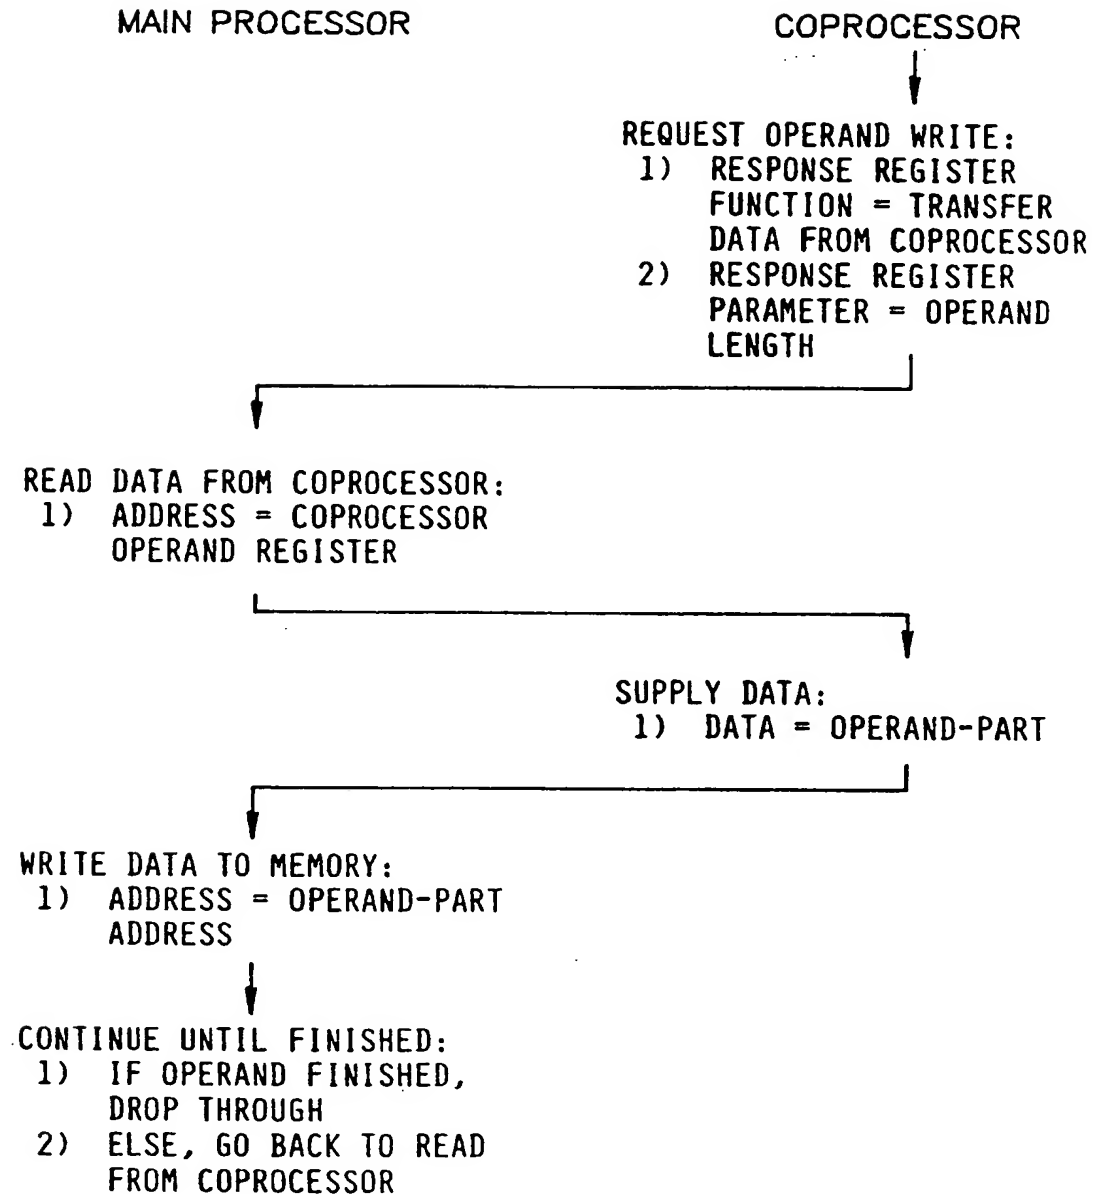 MAIN PROCESSOR
COPROCESSOR
REQUEST OPERAND WRITE:
1) RESPONSE REGISTER
FUNCTION = TRANSFER
DATA FROM COPROCESSOR
2) RESPONSE REGISTER
PARAMETER = OPERAND
LENGTH
READ DATA FROM COPROCESSOR:
1) ADDRESS = COPROCESSOR
OPERAND REGISTER
SUPPLY DATA:
1) DATA = OPERAND-PART
WRITE DATA TO MEMORY:
1) ADDRESS = OPERAND-PART
ADDRESS
CONTINUE UNTIL FINISHED:
1) IF OPERAND FINISHED,
DROP THROUGH
2) ELSE, GO BACK TO READ
FROM COPROCESSOR